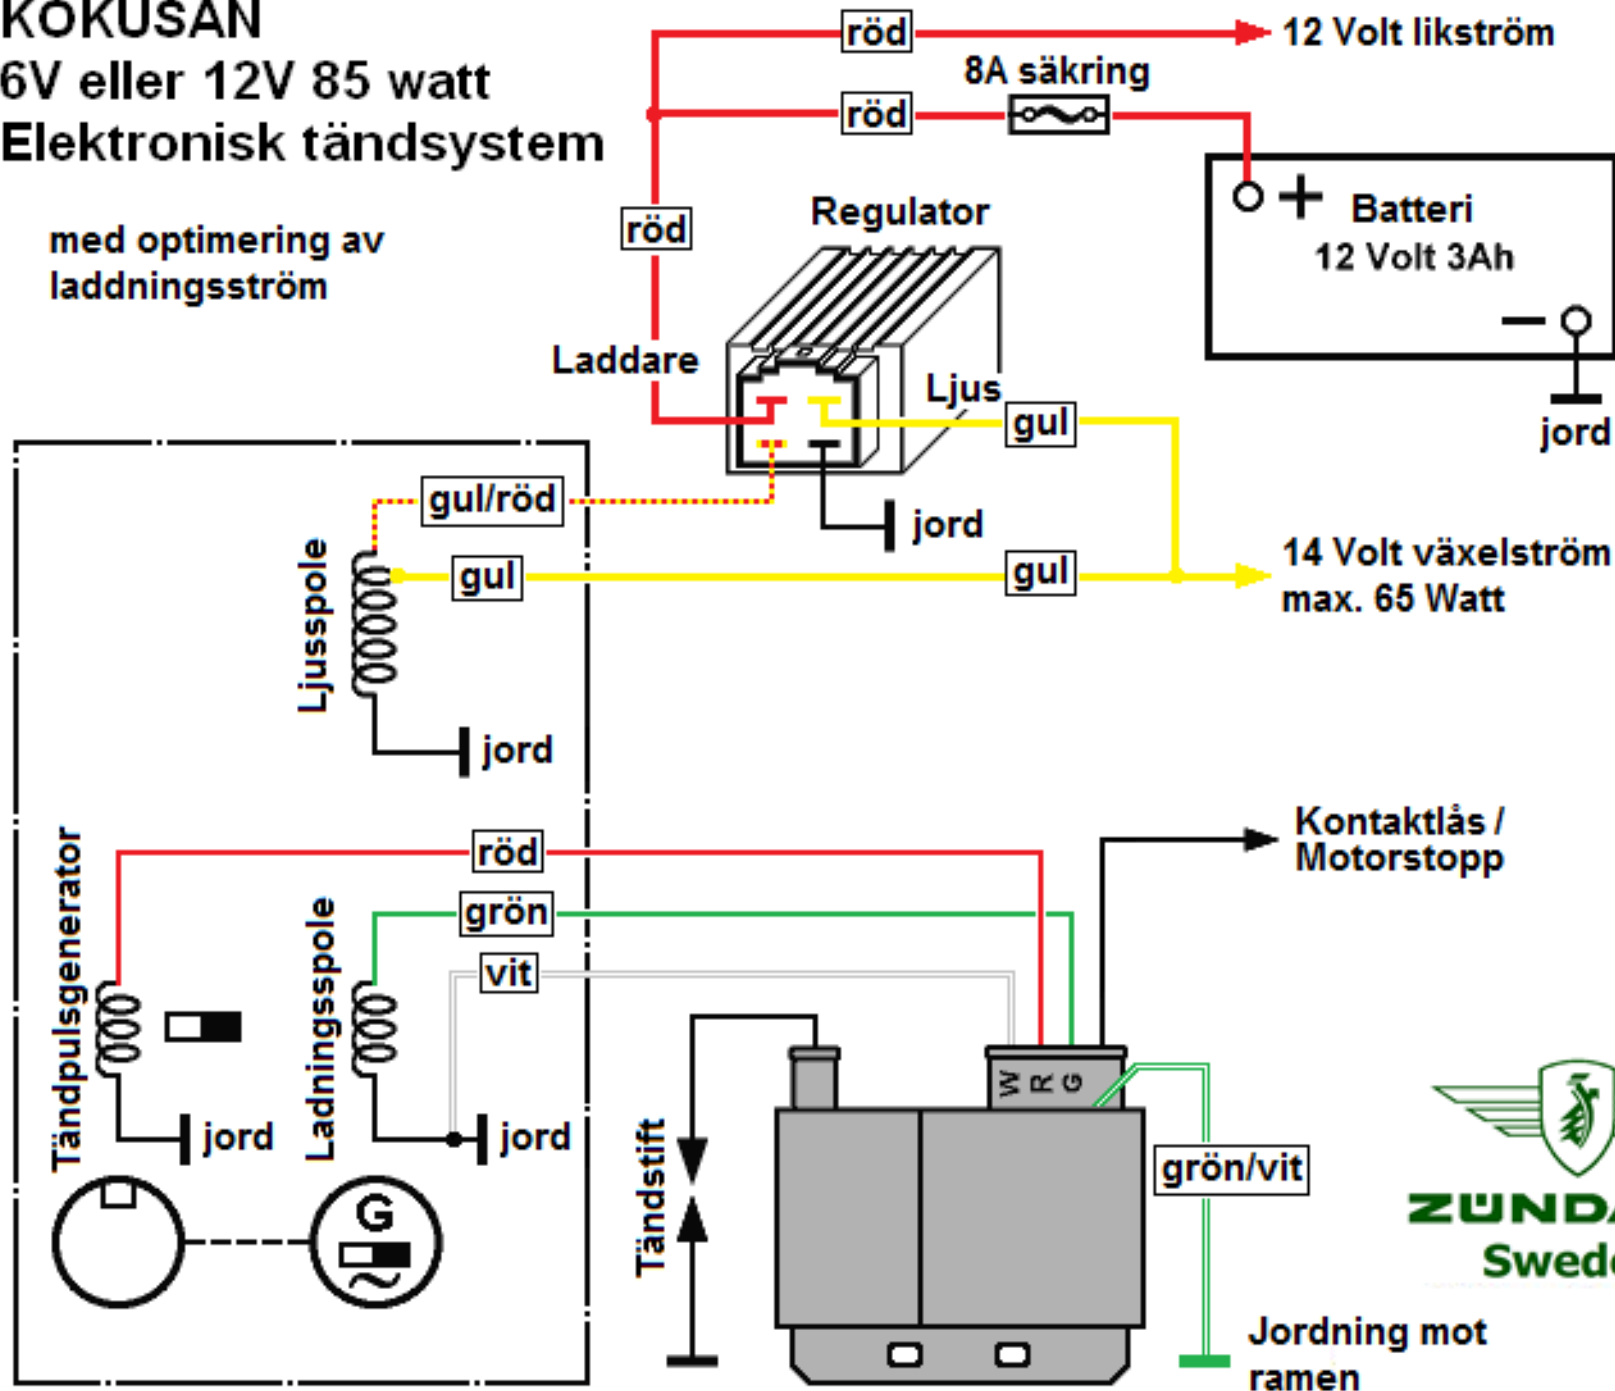 KOKUSAN
6V eller 12V 85 watt
Elektronisk tändsystem
med optimering av
laddningsström
röd
12 Volt likström
8A säkring
röd
röd
Regulator
Batteri
12 Volt 3Ah
jord
Laddare
Ljus
gul
gul/röd
jord
gul
gul
14 Volt växelström
max. 65 Watt
Ljusspole
jord
Kontaktlås /
Motorstopp
röd
grön
vit
Tändpulsgenerator
Ladningsspole
jord
jord
W R G
G
Tändstift
grön/vit
Jordning mot
ramen